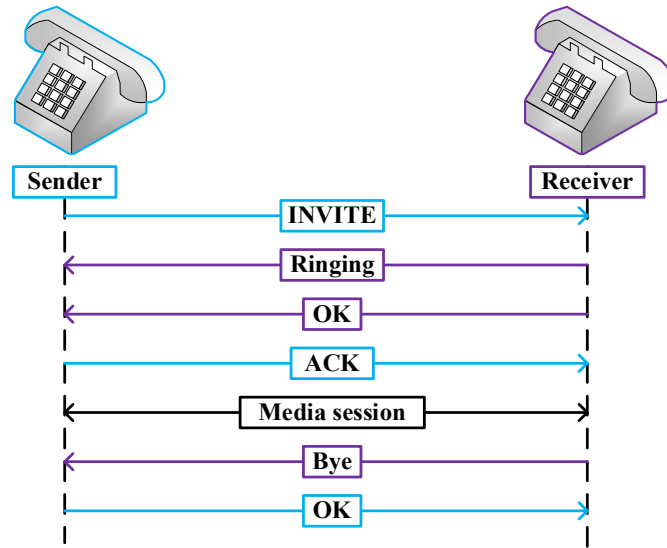 Sender
Receiver
INVITE
Ringing
OK
ACK
Media session
Bye
OK